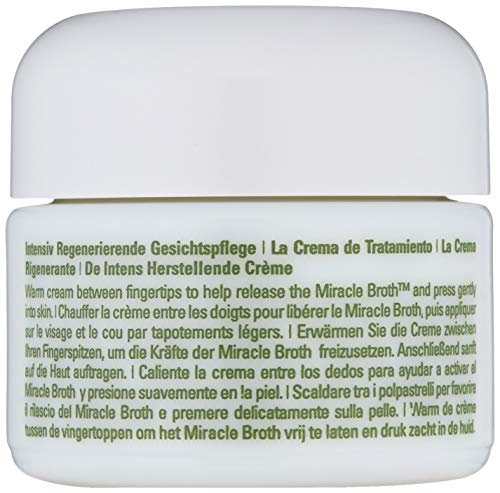 Intensiv Regenerierende Gesichtspflege | La Crema de Tratamiento | La Crema
Rigenerante | De Intens Herstellende Crème
Warm cream between fingertips to help release the Miracle Broth™ and press gently
into skin. | Chauffer la crème entre les doigts pour libérer le Miracle Broth, puis appliquer
sur le visage et le cou par tapotements légers. | Erwärmen Sie die Creme zwischen
Ihren Fingerspitzen, um die Kräfte der Miracle Broth freizusetzen. Anschließend sanft
auf die Haut auftragen. | Caliente la crema entre los dedos para ayudar a activar el
Miracle Broth y presione suavemente en la piel. | Scaldare tra i polpastrelli per favorire
il rilascio del Miracle Broth e premere delicatamente sulla pelle. | Warm de crème
tussen de vingertoppen om het Miracle Broth vrij te laten en druk zacht in de huid.